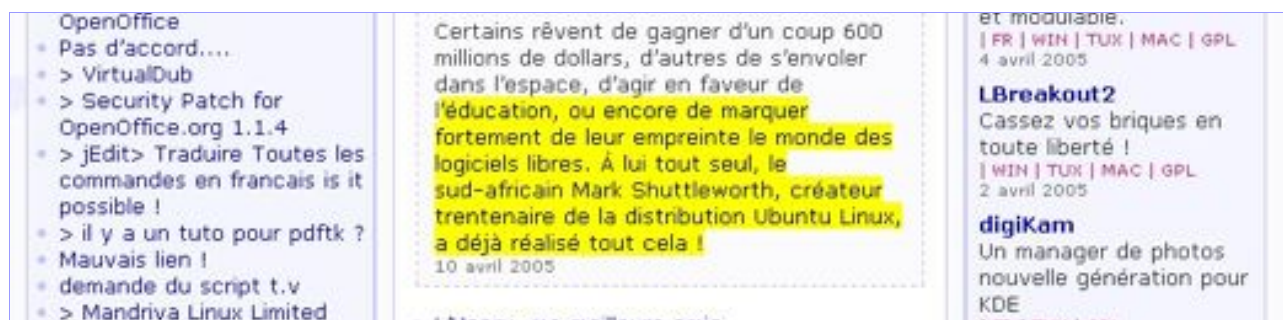 OpenOffice
Pas d'accord....
> VirtualDub
> Security Patch for
OpenOffice.org 1.1.4
> jEdit> Traduire Toutes les
commandes en francais is it
possible !
> il y a un tuto pour pdftk ?
Mauvais lien !
demande du script t.v
> Mandriva Linux Limited
Certains rêvent de gagner d'un coup 600
millions de dollars, d'autres de s'envoler
dans l'espace, d'agir en faveur de
l'éducation, ou encore de marquer
fortement de leur empreinte le monde des
logiciels libres. À lui tout seul, le
sud-africain Mark Shuttleworth, créateur
trentenaire de la distribution Ubuntu Linux,
a déjà réalisé tout cela !
10 avril 2005
et modulable.
| FR | WIN | TUX | MAC | GPL
4 avril 2005
LBreakout2
Cassez vos briques en
toute liberté !
| WIN | TUX | MAC | GPL
2 avril 2005
digiKam
Un manager de photos
nouvelle génération pour
KDE